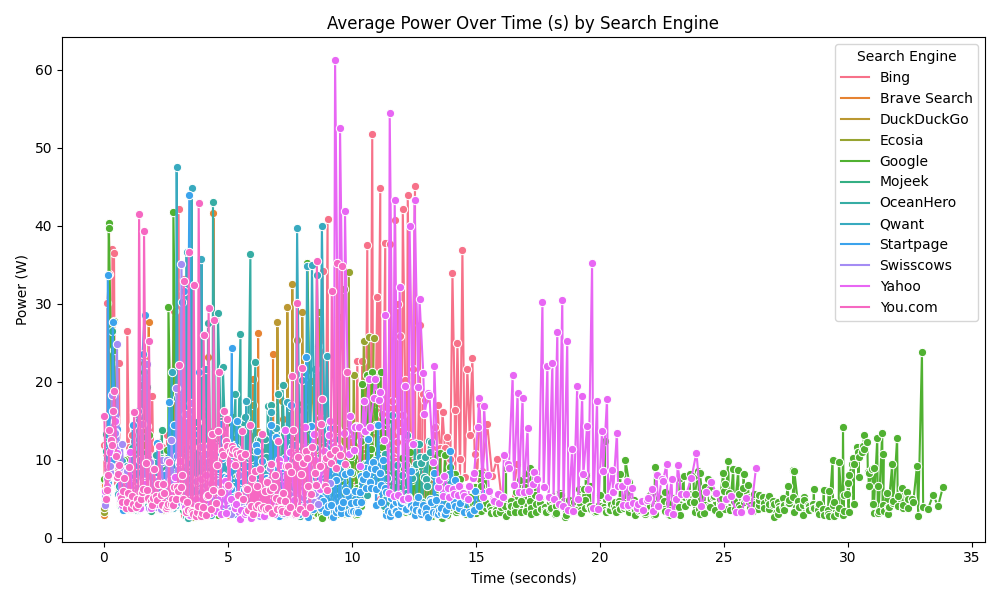 Average Power Over Time (s) by Search Engine
Power (W)
60
50
40
30
20
10
0
0 5 10 15 20 25 30 35
Time (seconds)
Search Engine
Bing
Brave Search
DuckDuckGo
Ecosia
Google
Mojeek
OceanHero
Qwant
Startpage
Swisscows
Yahoo
You.com